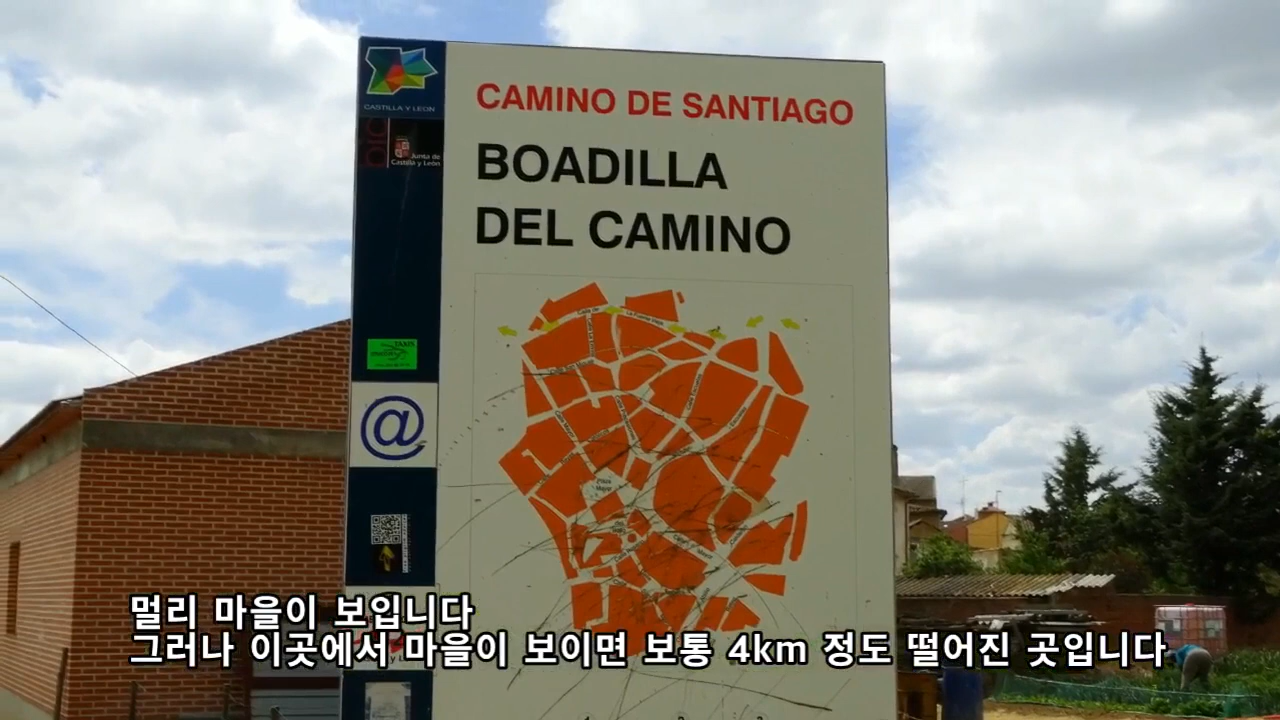 CASTILLA Y LEÓN
Junta de
Castilla y León
CAMINO DE SANTIAGO
BOADILLA
DEL CAMINO
TAXIS
@
Plaza
Mayor
멀리 마을이 보입니다
그러나 이곳에서 마을이 보이면 보통 4km 정도 떨어진 곳입니다